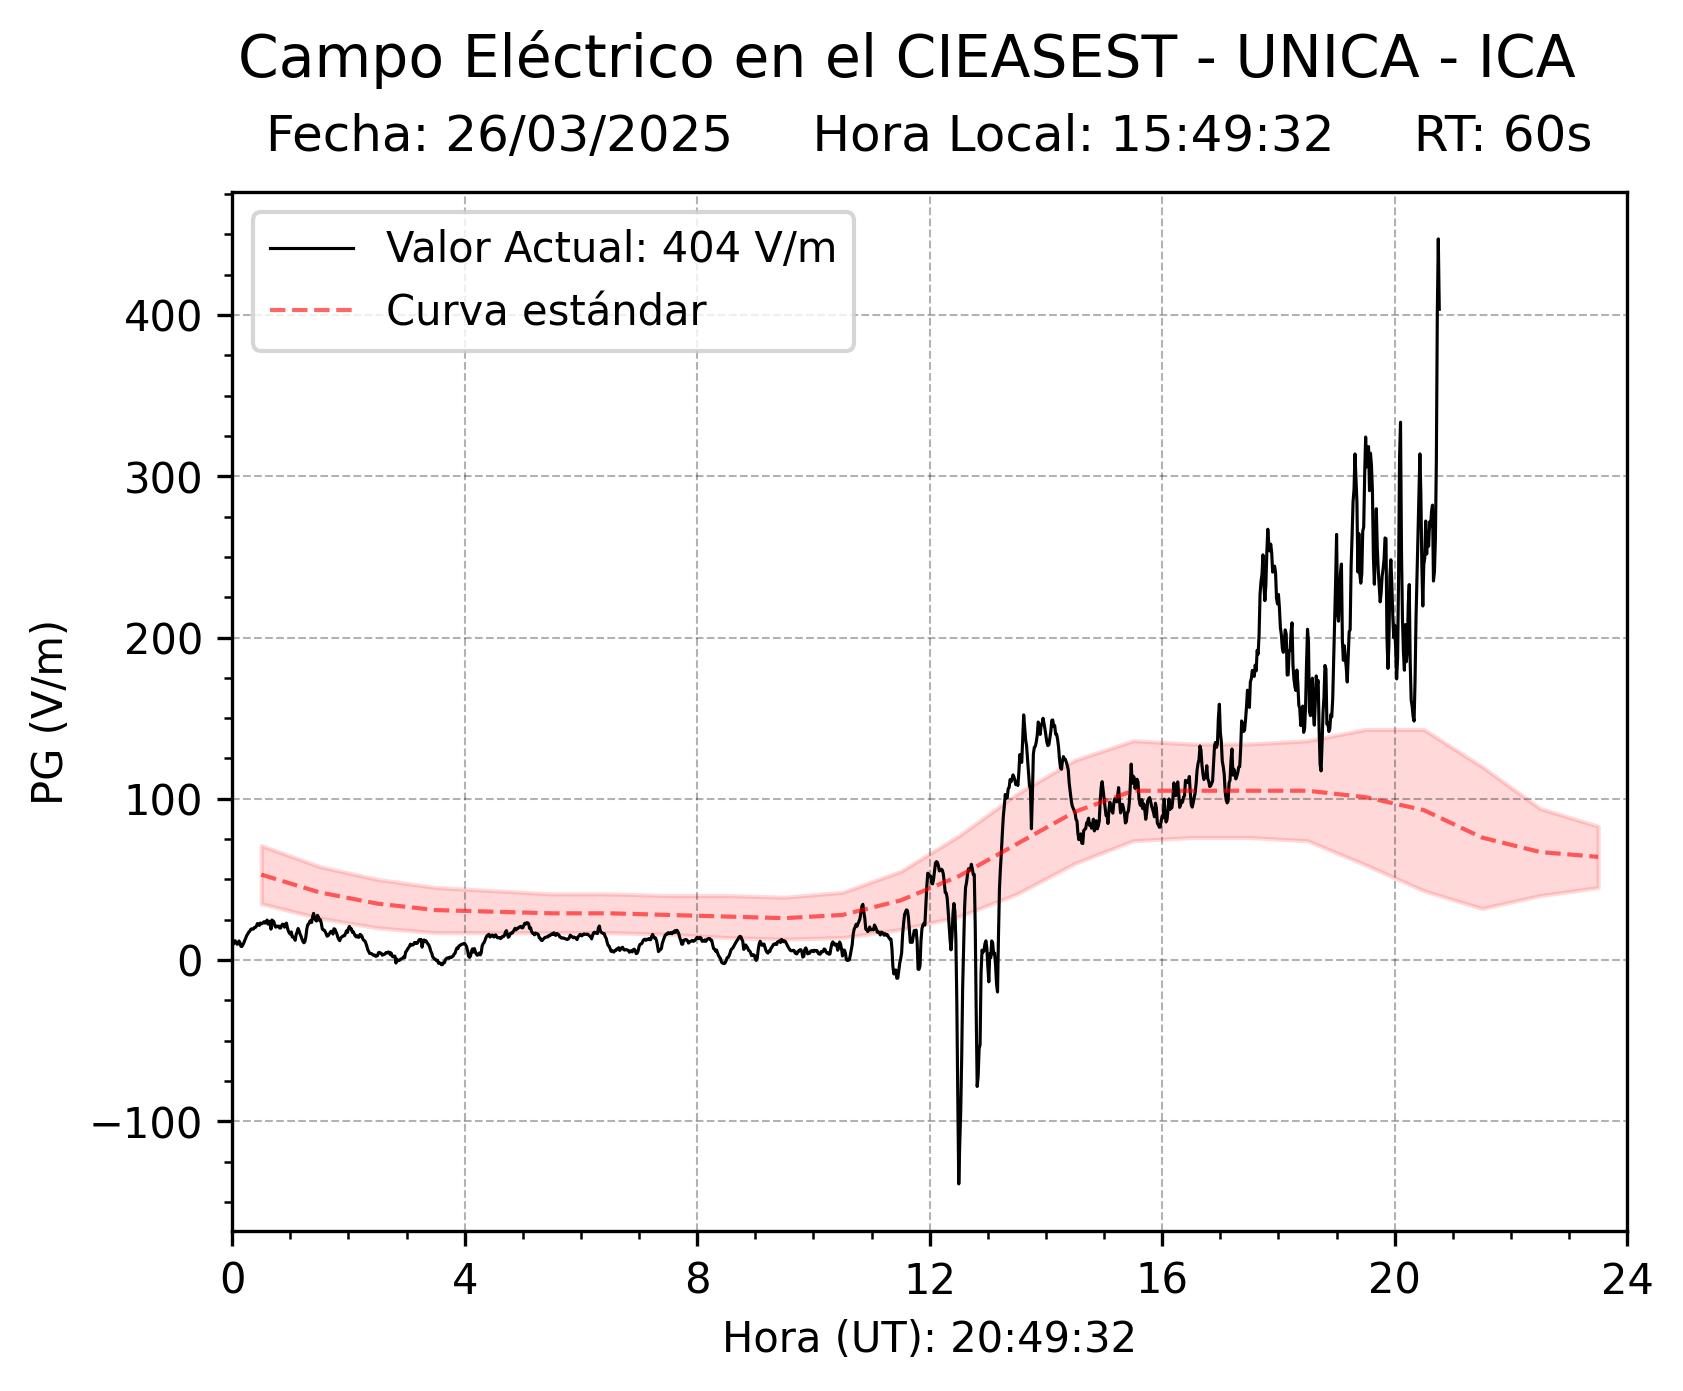 Campo Eléctrico en el CIEASEST - UNICA - ICA
Fecha: 26/03/2025 Hora Local: 15:49:32 RT: 60s
Valor Actual: 404 V/m
Curva estándar
400
300
200
100
0
−100
PG (V/m)
0 4 8 12 16 20 24
Hora (UT): 20:49:32